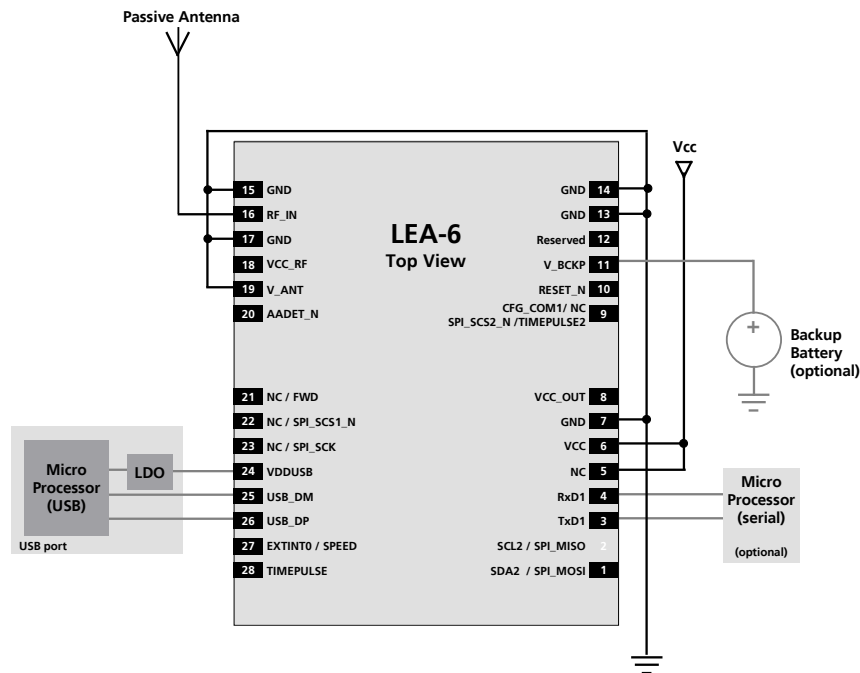 Passive Antenna
Vcc
LEA-6
Top View
15 GND
16 RF_IN
17 GND
18 VCC_RF
19 V_ANT
20 AADET_N
21 NC / FWD
22 NC / SPI_SCS1_N
23 NC / SPI_SCK
24 VDDUSB
25 USB_DM
26 USB_DP
27 EXTINT0 / SPEED
28 TIMEPULSE
GND 14
GND 13
Reserved 12
V_BCKP 11
RESET_N 10
CFG_COM1/ NC
SPI_SCS2_N /TIMEPULSE2 9
VCC_OUT 8
GND 7
VCC 6
NC 5
RxD1 4
TxD1 3
SCL2 / SPI_MISO 2
SDA2 / SPI_MOSI 1
+
Backup
Battery
(optional)
Micro
Processor
(USB)
LDO
USB port
Micro
Processor
(serial)
(optional)